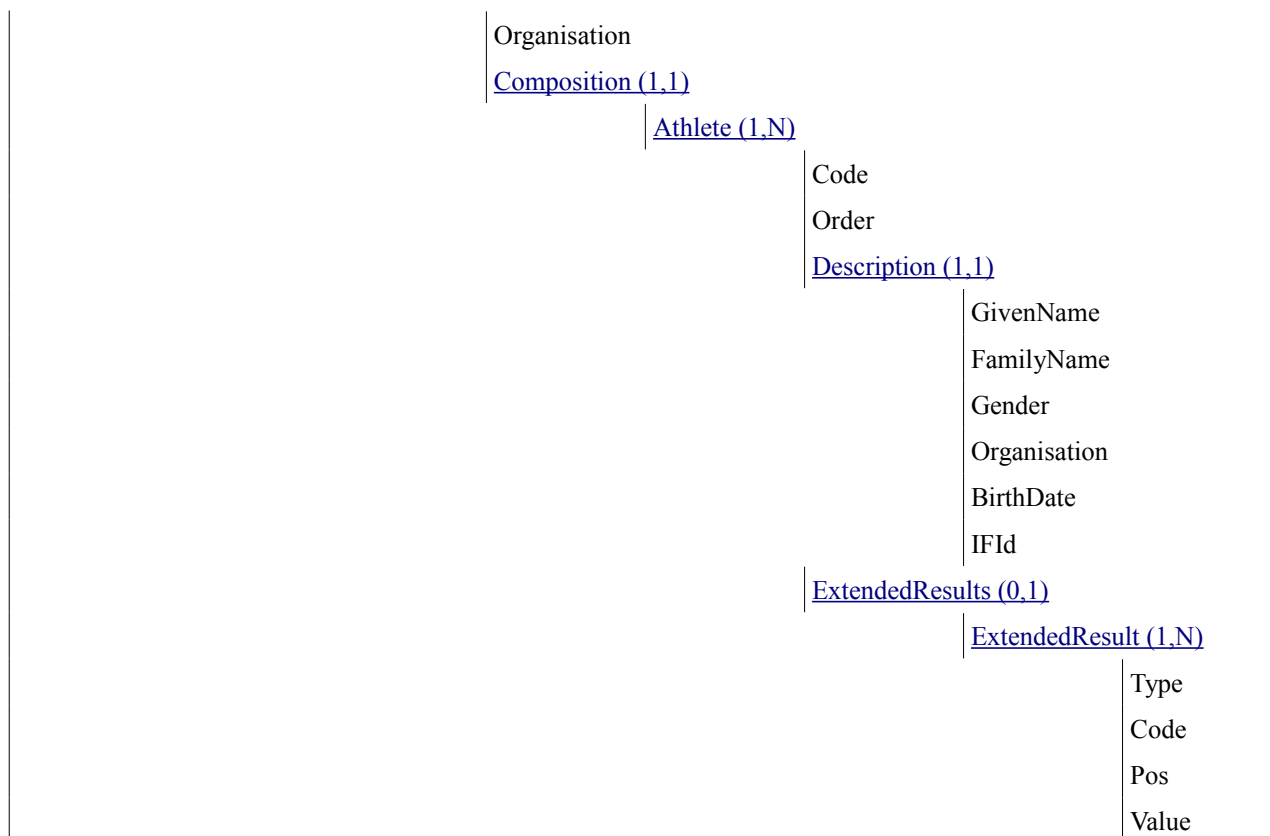 Organisation
Composition (1,1)
Athlete (1,N)
Code
Order
Description (1,1)
GivenName
FamilyName
Gender
Organisation
BirthDate
IFId
ExtendedResults (0,1)
ExtendedResult (1,N)
Type
Code
Pos
Value